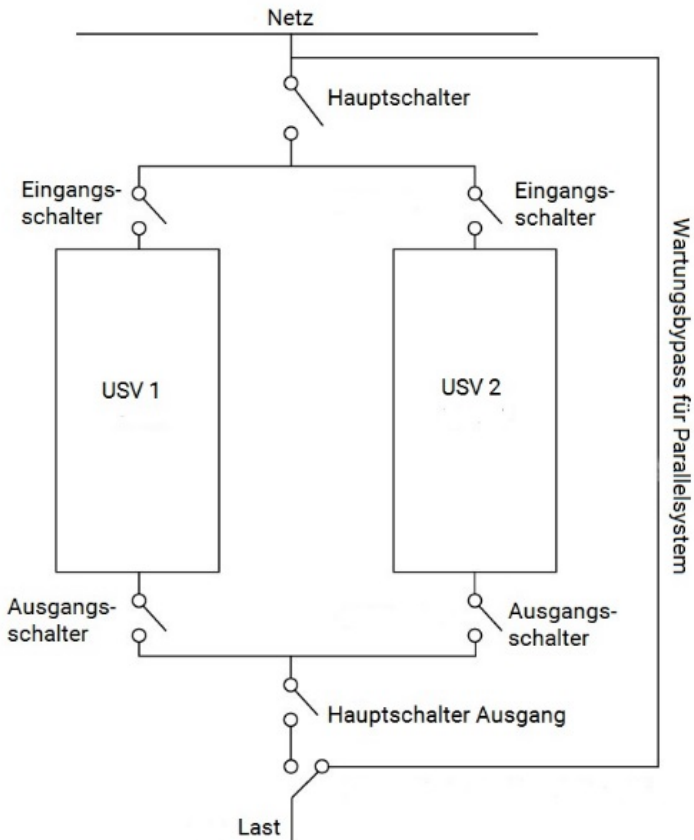 Netz
Hauptschalter
Eingangs-
schalter
Eingangs-
schalter
Wartungsbypass für Parallelsystem
USV 1
USV 2
Ausgangs-
schalter
Ausgangs-
schalter
Hauptschalter Ausgang
Last